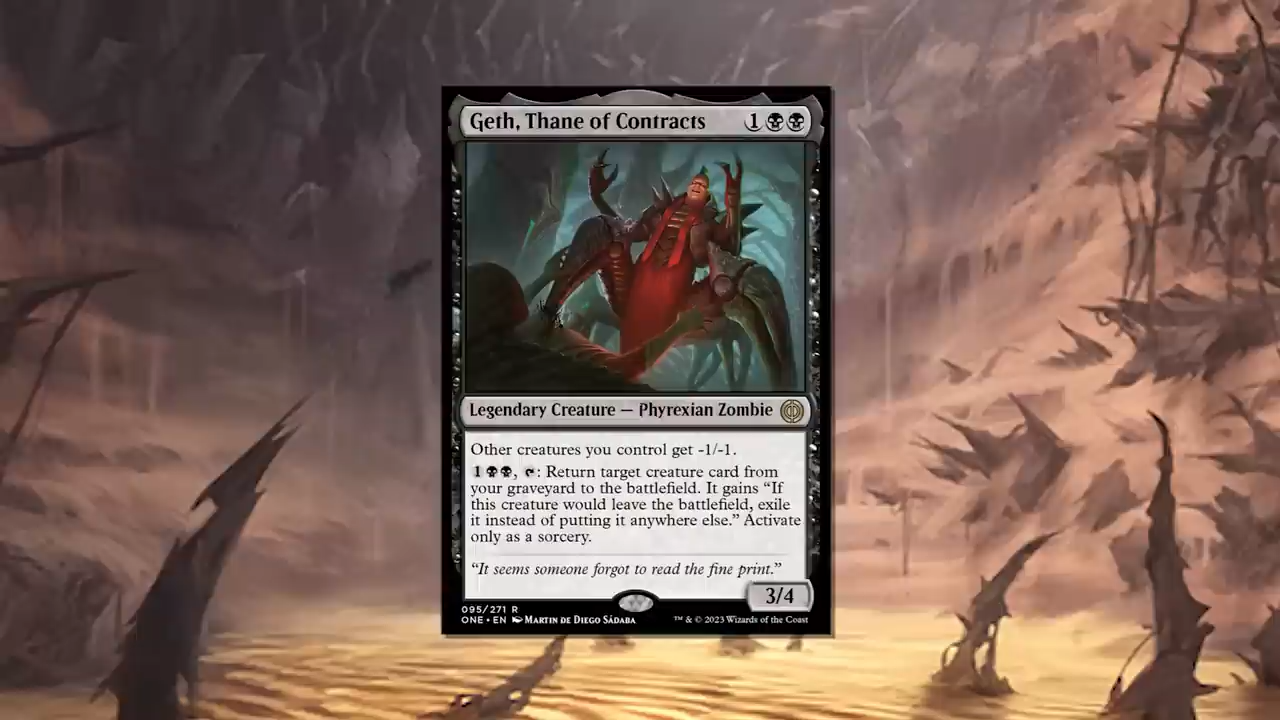 Geth, Thane of Contracts 1
Legendary Creature — Phyrexian Zombie
Other creatures you control get -1/-1.
1, : Return target creature card from
your graveyard to the battlefield. It gains “If
this creature would leave the battlefield, exile
it instead of putting it anywhere else.” Activate
only as a sorcery.
“It seems someone forgot to read the fine print.”
3/4
095/271 R
ONE • EN Martin de Diego Sádaba ™ & © 2023 Wizards of the Coast